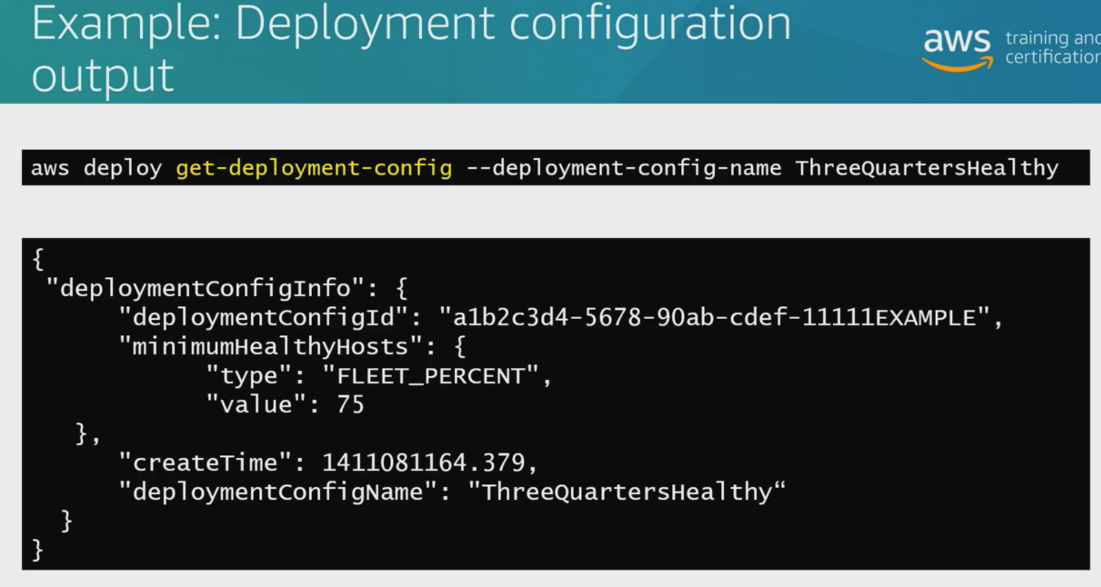 Example: Deployment configuration
output
aws training and
certification
aws deploy get-deployment-config --deployment-config-name ThreeQuartersHealthy
{
"deploymentConfigInfo": {
"deploymentConfigId": "a1b2c3d4-5678-90ab-cdef-11111EXAMPLE",
"minimumHealthyHosts": {
"type": "FLEET_PERCENT",
"value": 75
},
"createTime": 1411081164.379,
"deploymentConfigName": "ThreeQuartersHealthy“
}
}